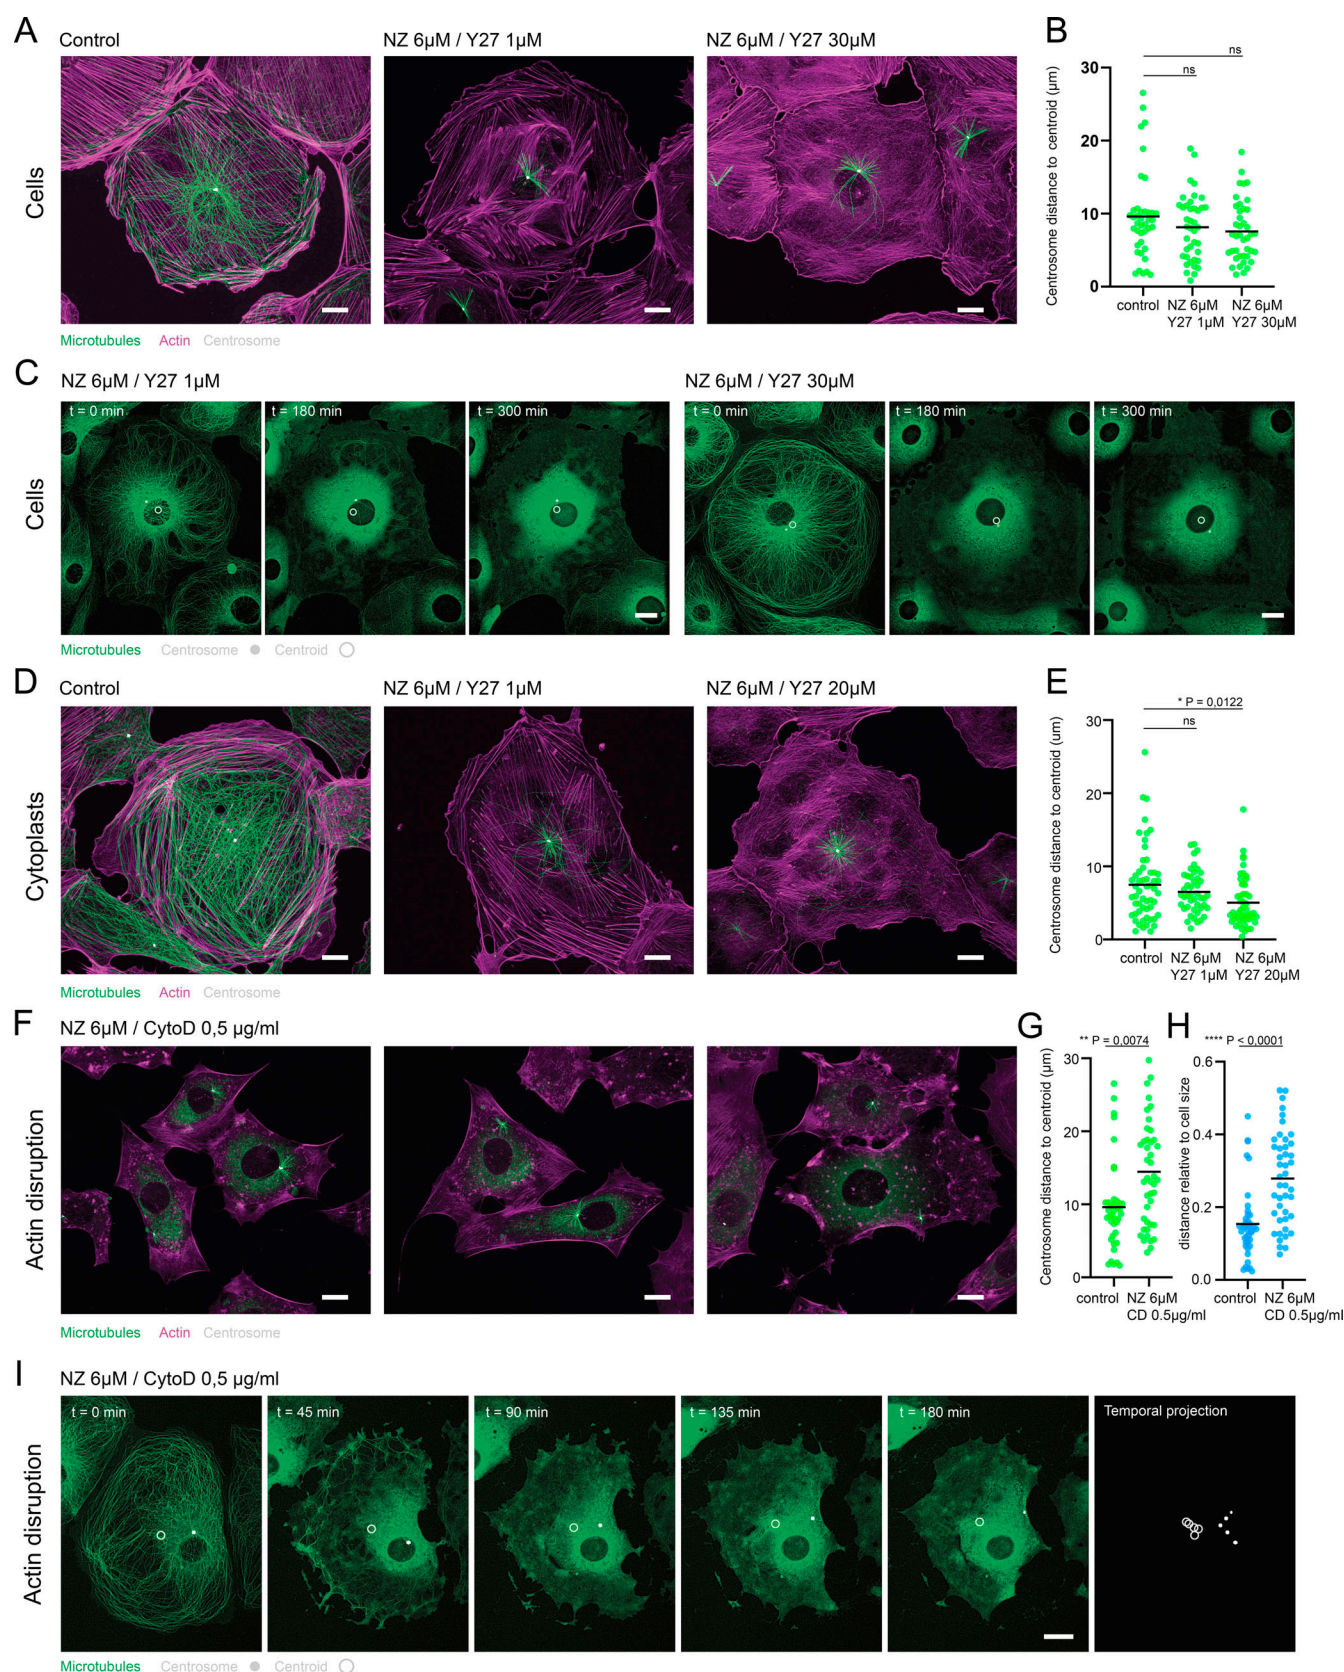 A
Control
NZ 6µM / Y27 1µM
NZ 6µM / Y27 30µM
Cells
Microtubules Actin Centrosome
B
ns
ns
Centrosome distance to centroid (µm)
30
20
10
0
control
NZ 6µM
Y27 1µM
NZ 6µM
Y27 30µM
C
NZ 6µM / Y27 1µM
NZ 6µM / Y27 30µM
Cells
t = 0 min
t = 180 min
t = 300 min
t = 0 min
t = 180 min
t = 300 min
Microtubules Centrosome Centroid
D
Control
NZ 6µM / Y27 1µM
NZ 6µM / Y27 20µM
Cytoplasts
Microtubules Actin Centrosome
E
* P = 0,0122
ns
Centrosome distance to centroid (um)
30
20
10
0
control
NZ 6µM
Y27 1µM
NZ 6µM
Y27 20µM
F
NZ 6µM / CytoD 0,5 µg/ml
Actin disruption
Microtubules Actin Centrosome
G
** P = 0,0074
Centrosome distance to centroid (µm)
30
20
10
0
control
NZ 6µM
CD 0.5µg/ml
H
**** P < 0,0001
distance relative to cell size
0.6
0.4
0.2
0.0
control
NZ 6µM
CD 0.5µg/ml
I
NZ 6µM / CytoD 0,5 µg/ml
Actin disruption
t = 0 min
t = 45 min
t = 90 min
t = 135 min
t = 180 min
Temporal projection
Microtubules Centrosome Centroid